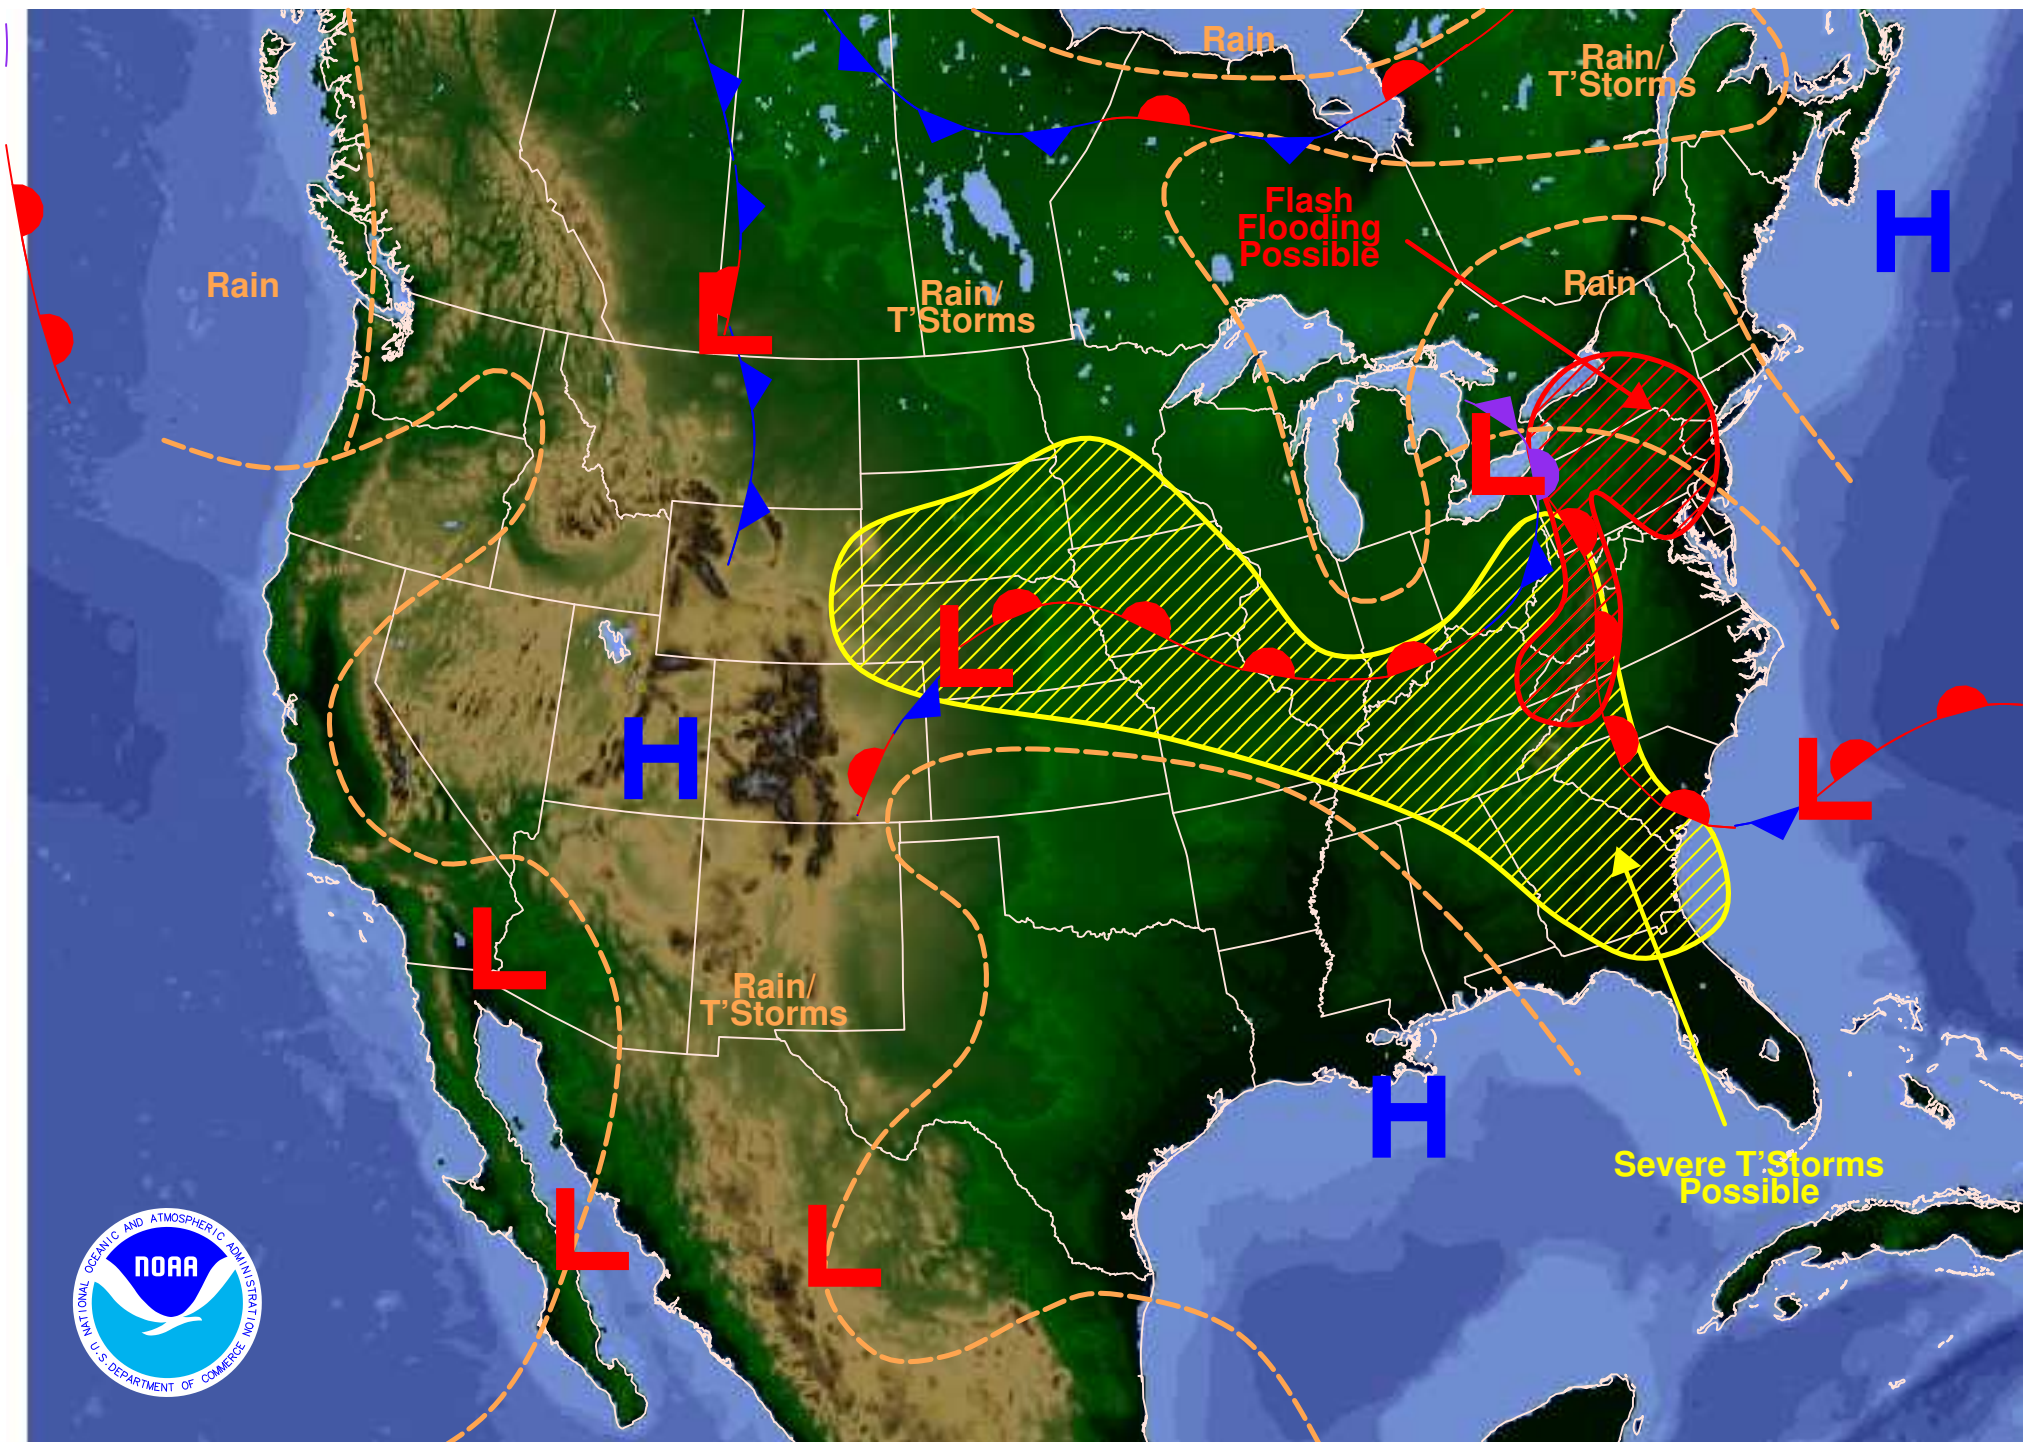 Rain
Rain/
T'Storms
Flash
Flooding
Possible
H
Rain
Rain
Rain/
T'Storms
L
L
L
H
L
L
Rain/
T'Storms
H
Severe T'Storms
Possible
L
L
NATIONAL OCEANIC AND ATMOSPHERIC ADMINISTRATION
NOAA
U.S. DEPARTMENT OF COMMERCE